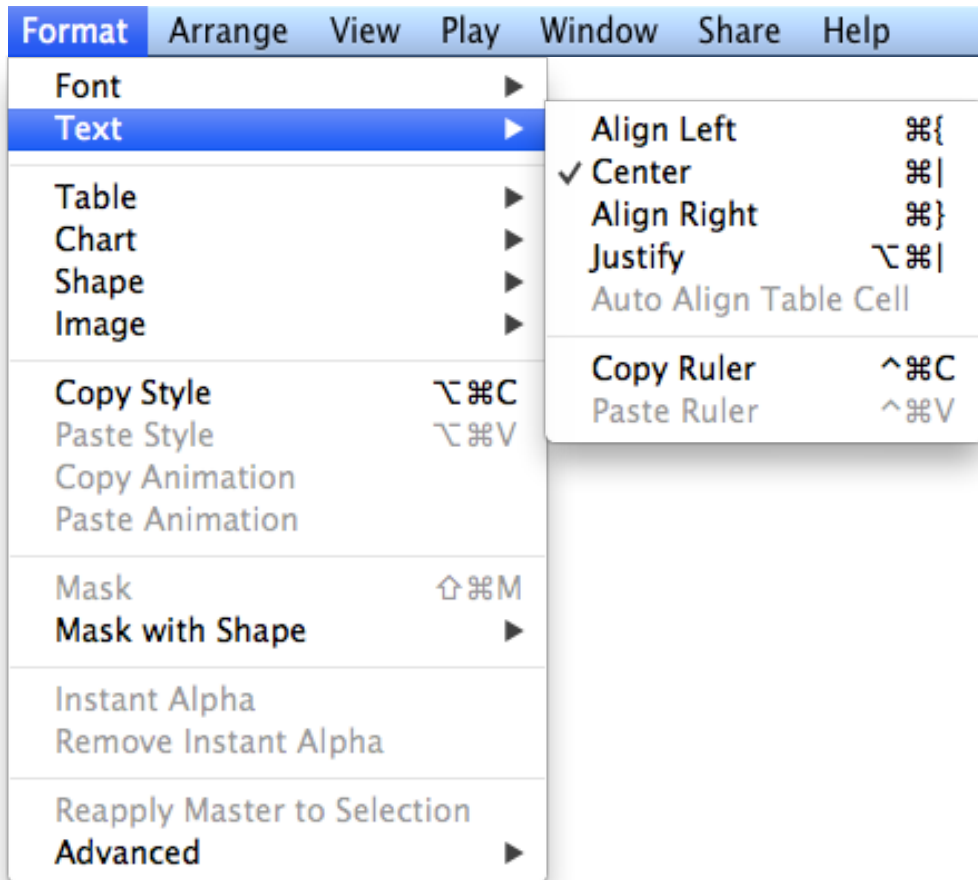 Format Arrange View Play Window Share Help
Font ▶
Text ▶
Table ▶
Chart ▶
Shape ▶
Image ▶
Copy Style ⌥⌘C
Paste Style ⌥⌘V
Copy Animation
Paste Animation
Mask ⇧⌘M
Mask with Shape ▶
Instant Alpha
Remove Instant Alpha
Reapply Master to Selection
Advanced ▶
Align Left ⌘{
✓ Center ⌘|
Align Right ⌘}
Justify ⌥⌘|
Auto Align Table Cell
Copy Ruler ^⌘C
Paste Ruler ^⌘V